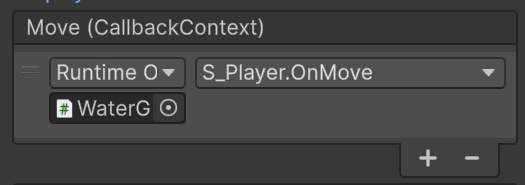 Move (CallbackContext)
Runtime O S_Player.OnMove
# WaterG